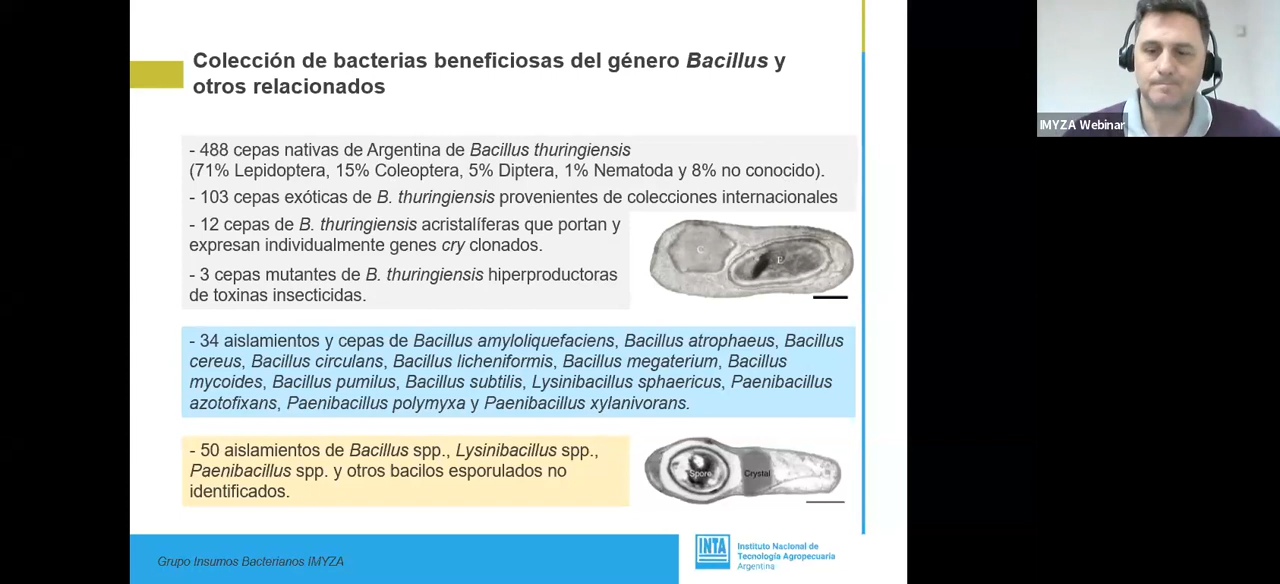 Colección de bacterias beneficiosas del género Bacillus y
otros relacionados
IMYZA Webinar
- 488 cepas nativas de Argentina de Bacillus thuringiensis
(71% Lepidoptera, 15% Coleoptera, 5% Diptera, 1% Nematoda y 8% no conocido).
- 103 cepas exóticas de B. thuringiensis provenientes de colecciones internacionales
- 12 cepas de B. thuringiensis acristalíferas que portan y
expresan individualmente genes cry clonados.
C
E
- 3 cepas mutantes de B. thuringiensis hiperproductoras
de toxinas insecticidas.
- 34 aislamientos y cepas de Bacillus amyloliquefaciens, Bacillus atrophaeus, Bacillus
cereus, Bacillus circulans, Bacillus licheniformis, Bacillus megaterium, Bacillus
mycoides, Bacillus pumilus, Bacillus subtilis, Lysinibacillus sphaericus, Paenibacillus
azotofixans, Paenibacillus polymyxa y Paenibacillus xylanivorans.
- 50 aislamientos de Bacillus spp., Lysinibacillus spp.,
Paenibacillus spp. y otros bacilos esporulados no
identificados.
Spore
Crystal
Grupo Insumos Bacterianos IMYZA
INTA
Instituto Nacional de
Tecnología Agropecuaria
Argentina